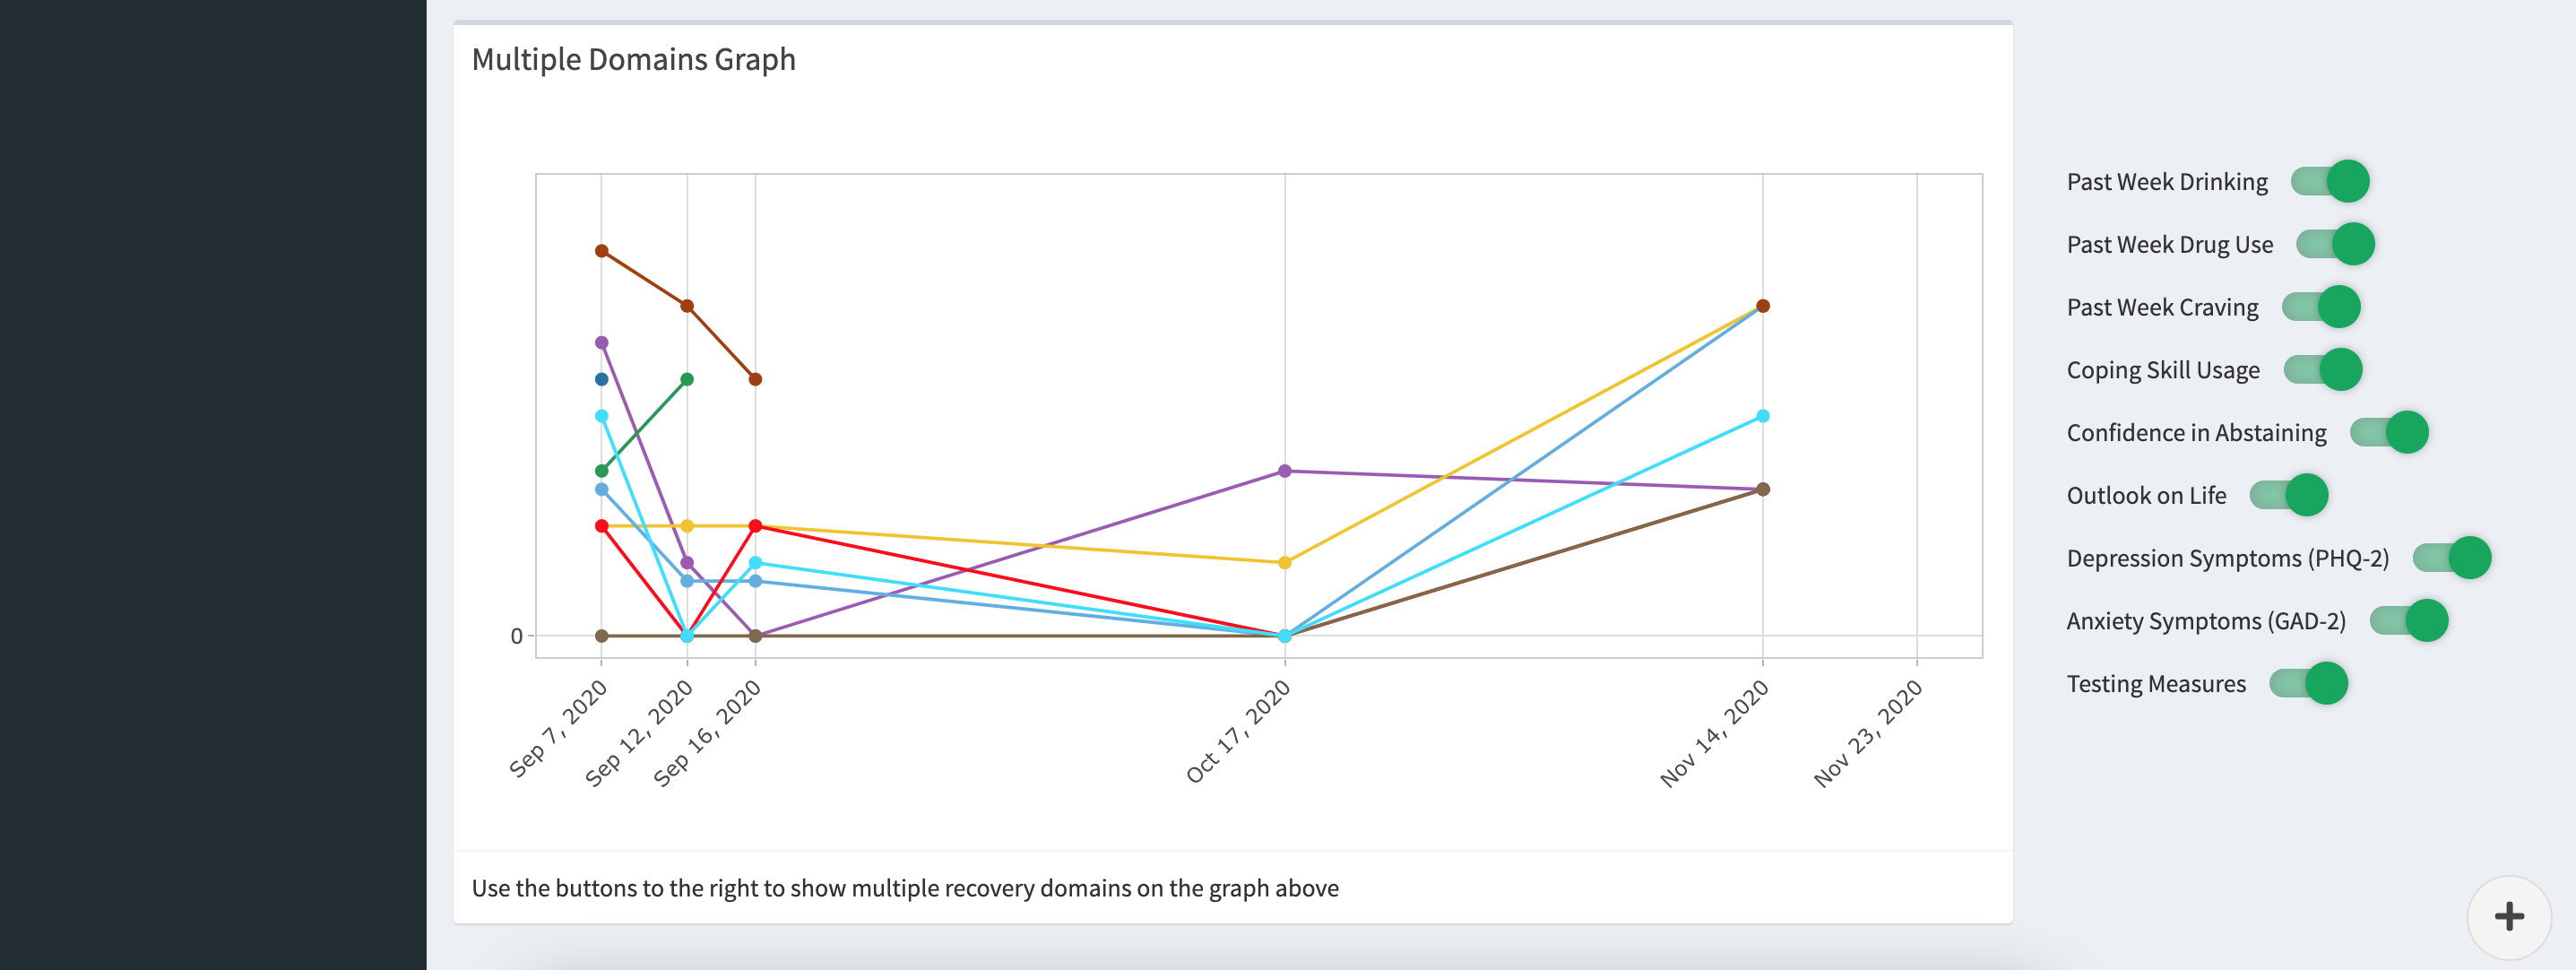 Multiple Domains Graph
0
Sep 7, 2020
Sep 12, 2020
Sep 16, 2020
Oct 17, 2020
Nov 14, 2020
Nov 23, 2020
Use the buttons to the right to show multiple recovery domains on the graph above
Past Week Drinking
Past Week Drug Use
Past Week Craving
Coping Skill Usage
Confidence in Abstaining
Outlook on Life
Depression Symptoms (PHQ-2)
Anxiety Symptoms (GAD-2)
Testing Measures
+